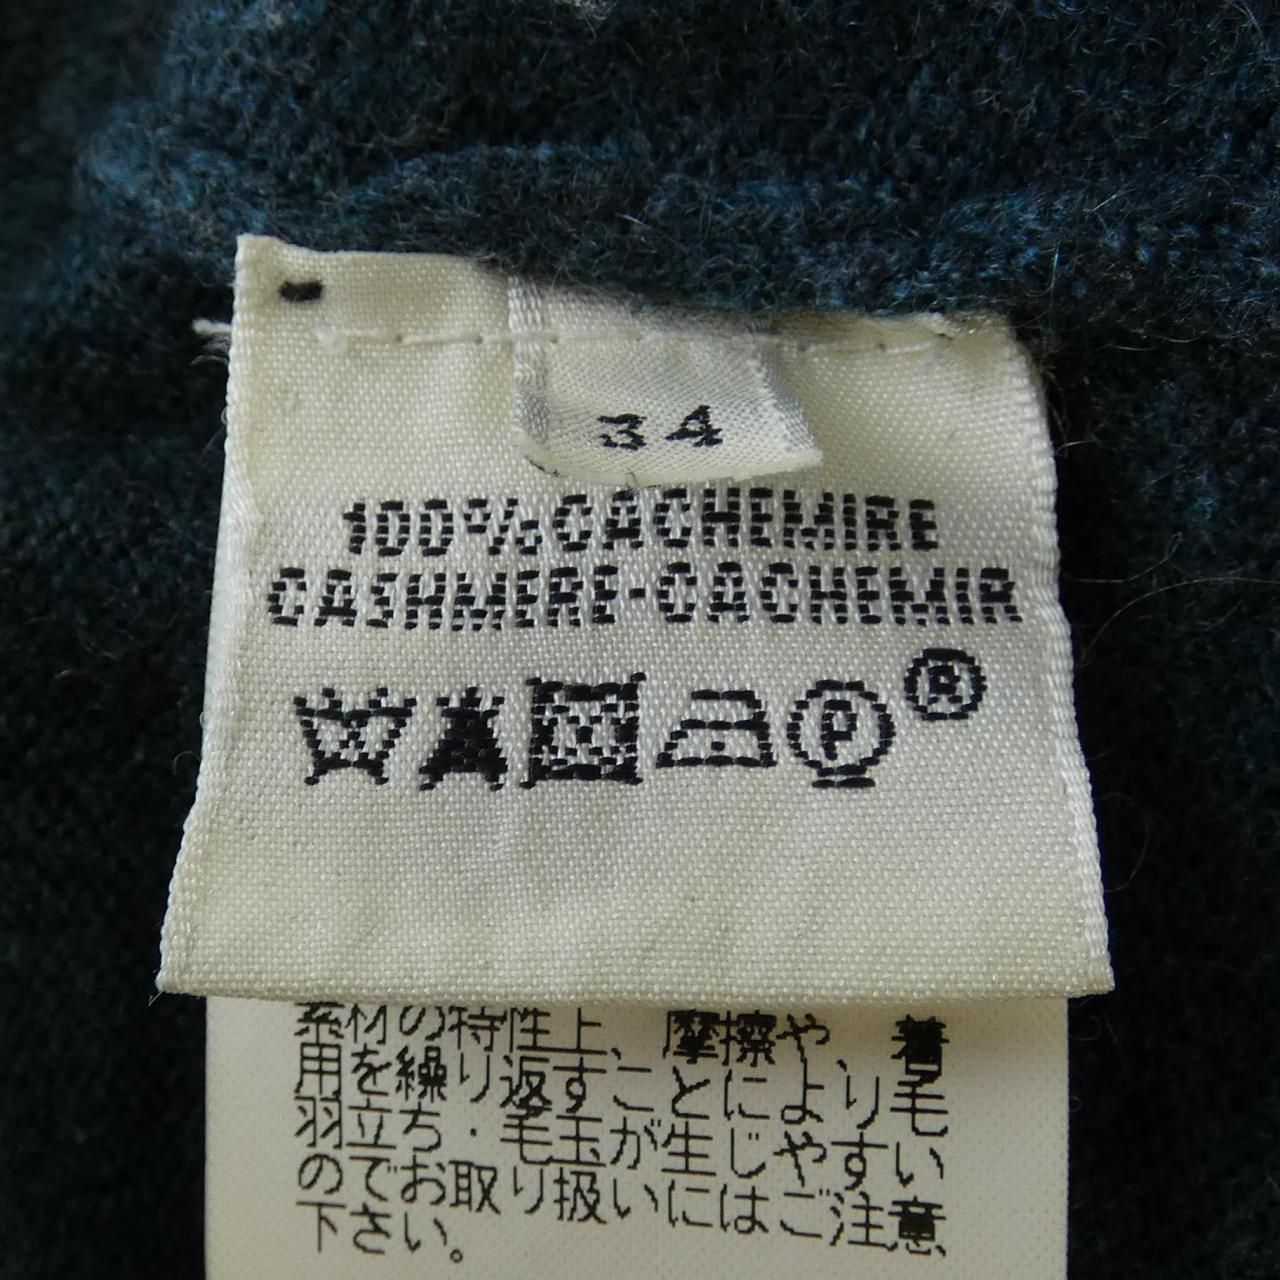 34
100%CACHEMIRE
CASHMERE-CACHEMIR
P ®
素材の特性上、摩擦や、着
用を繰り返すことにより毛
羽立ち・毛玉が生じやすい
のでお取り扱いにはご注意
下さい。